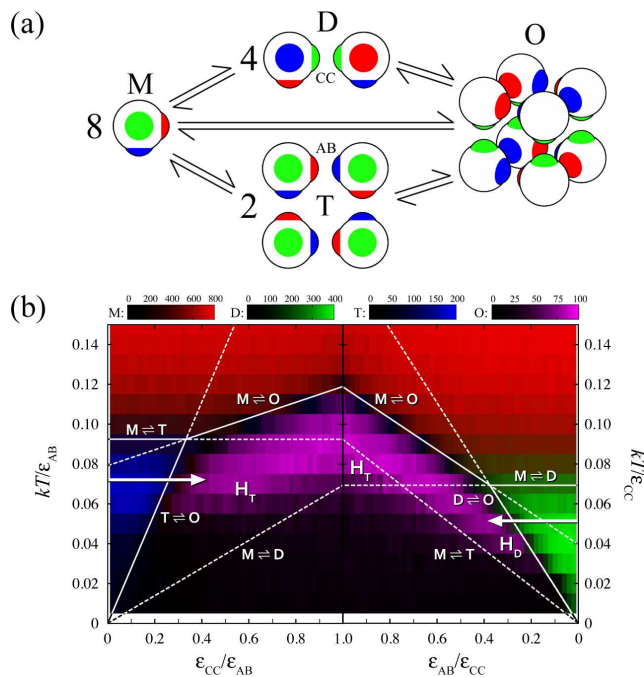 (a)
D
O
M
4
CC
8
AB
2
T
(b)
0 200 400 600 800
M:
0 100 200 300 400
D:
0 50 100 150 200
T:
0 25 50 75 100
O:
0.14 0.14
0.12 0.12
M⇌O M⇌O
0.10 0.10
M⇌T
kT/εAB
kT/εCC
0.08 0.08
HT HT
M⇌D
D⇌O
0.06 0.06
T⇌O
HD
0.04 0.04
M⇌D M⇌T
0.02 0.02
0 0
0 0.2 0.4 0.6 1.0 0.6 0.4 0.2 0
εCC/εAB εAB/εCC